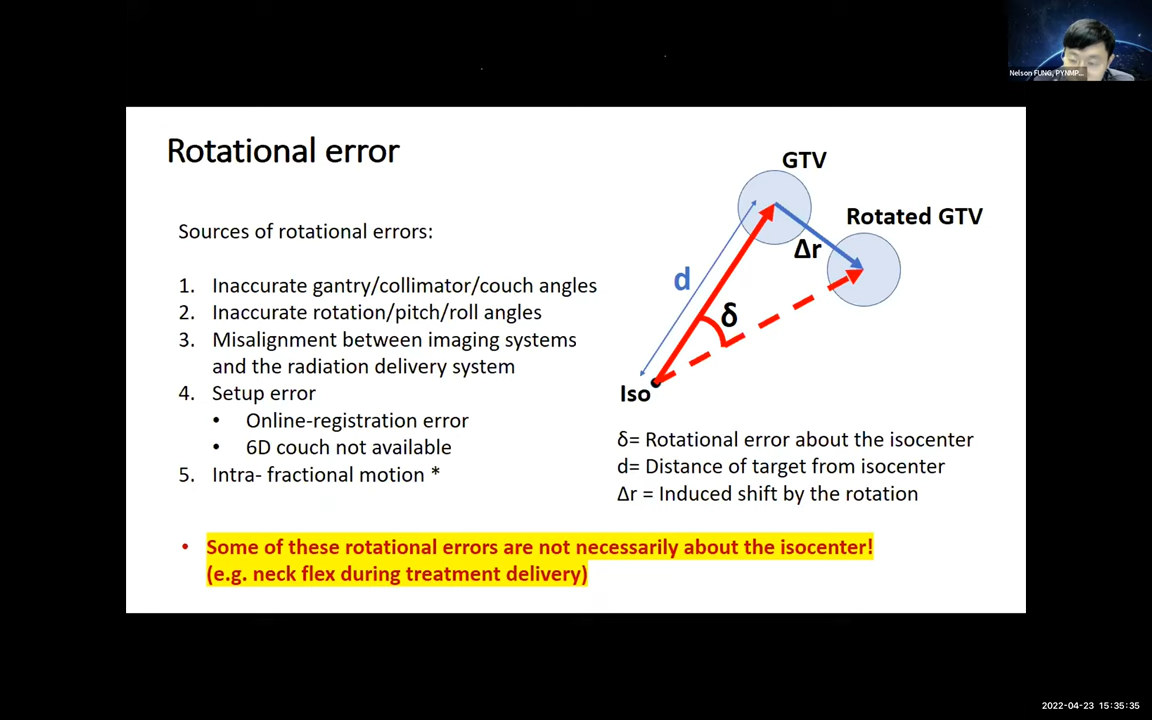 Nelson FUNG, PYNMP...
Rotational error
Sources of rotational errors:
1. Inaccurate gantry/collimator/couch angles
2. Inaccurate rotation/pitch/roll angles
3. Misalignment between imaging systems
and the radiation delivery system
4. Setup error
• Online-registration error
• 6D couch not available
5. Intra- fractional motion *
GTV
Rotated GTV
Δr
d
δ
Iso
δ= Rotational error about the isocenter
d= Distance of target from isocenter
Δr = Induced shift by the rotation
• Some of these rotational errors are not necessarily about the isocenter!
(e.g. neck flex during treatment delivery)
2022-04-23 15:35:35